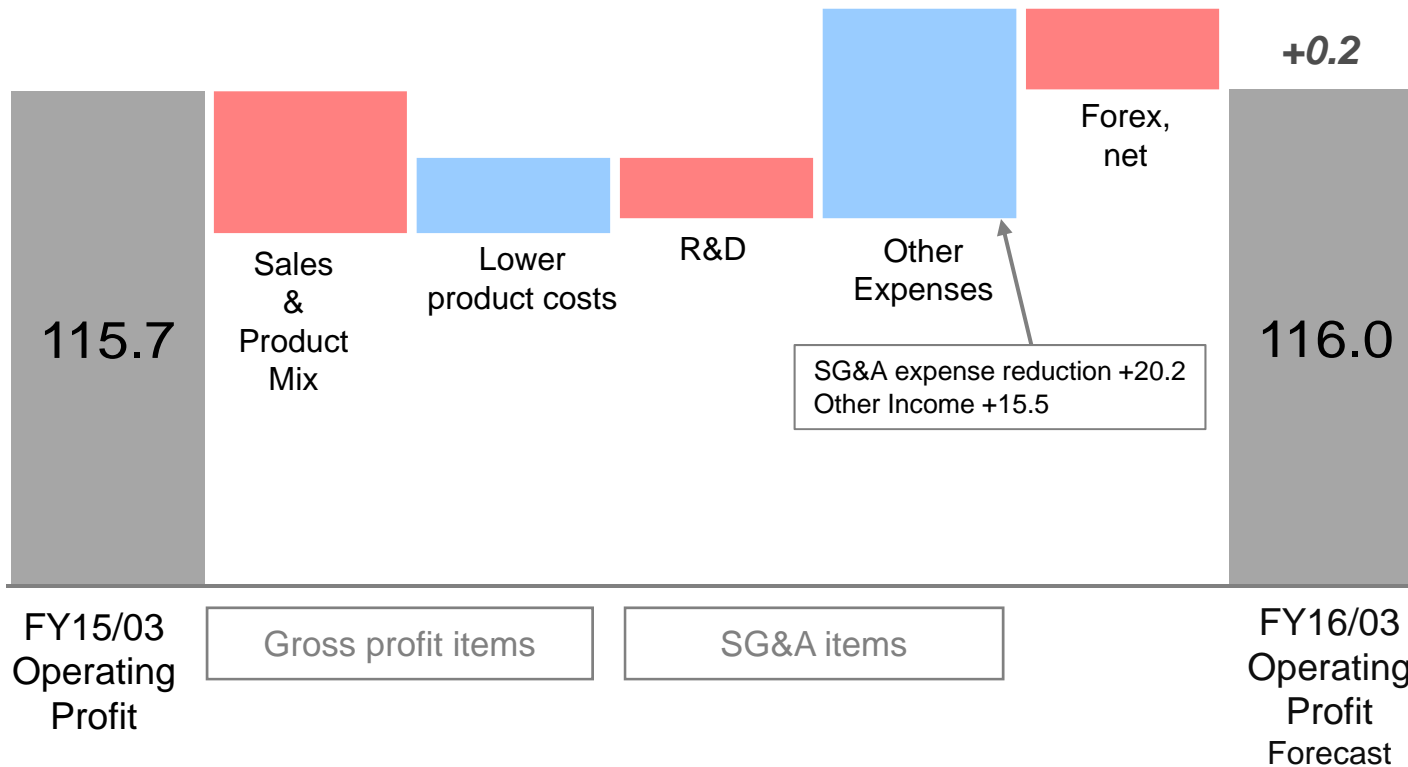 +0.2
115.7
Sales
&
Product
Mix
Lower
product costs
R&D
Other
Expenses
Forex,
net
116.0
SG&A expense reduction +20.2
Other Income +15.5
FY15/03
Operating
Profit
Gross profit items
SG&A items
FY16/03
Operating
Profit
Forecast